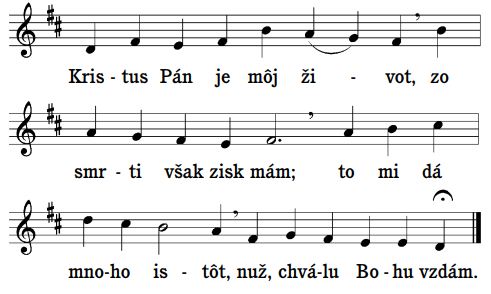 Kris - tus Pán je môj ži - vot, zo
smr - ti však zisk mám; to mi dá
mno-ho is - tôt, nuž, chvá-lu Bo-hu vzdám.